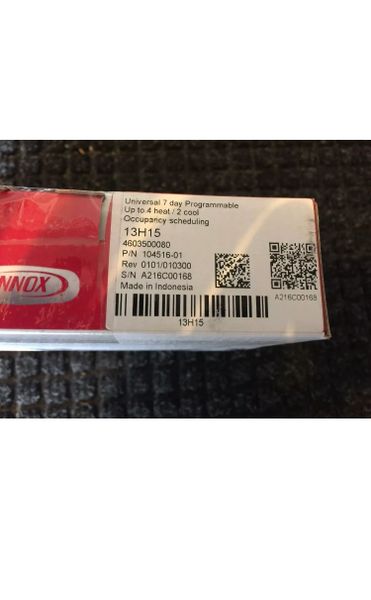 Universal 7 day Programmable
Up to 4 heat / 2 cool
Occupancy scheduling
13H15
4603500080
P/N 104516-01
Rev 0101/010300
S/N A216C00168
Made in Indonesia
A216C00168
13H15
NNOX